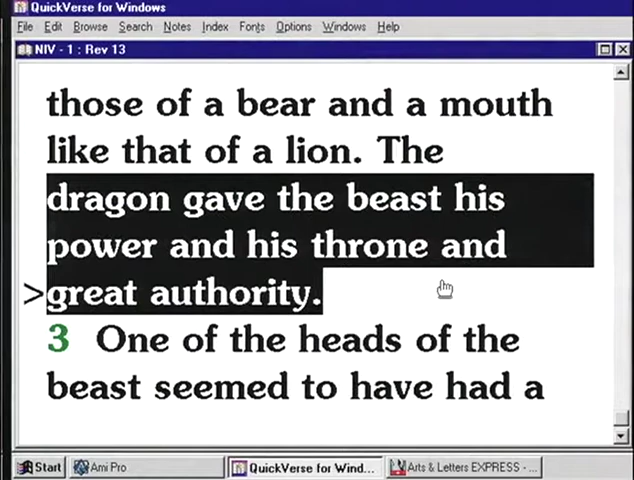 QuickVerse for Windows
File Edit Browse Search Notes Index Fonts Options Windows Help
NIV - 1 : Rev 13
those of a bear and a mouth
like that of a lion. The
dragon gave the beast his
power and his throne and
>great authority.
3 One of the heads of the
beast seemed to have had a
Start Ami Pro QuickVerse for Wind... Arts & Letters EXPRESS - ...